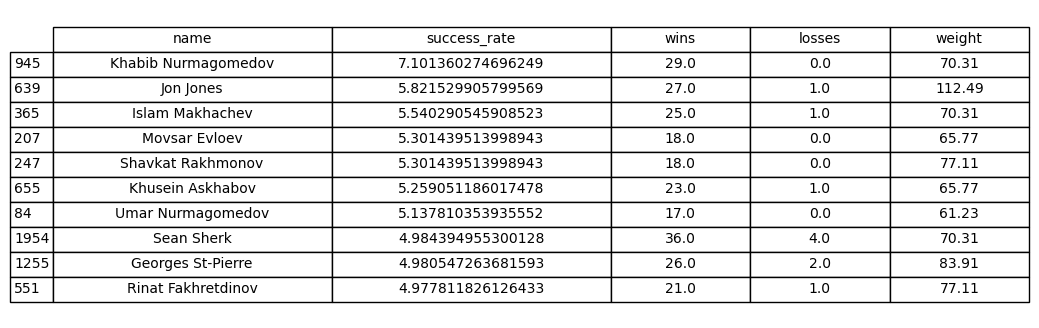 name success_rate wins losses weight
945 Khabib Nurmagomedov 7.101360274696249 29.0 0.0 70.31
639 Jon Jones 5.821529905799569 27.0 1.0 112.49
365 Islam Makhachev 5.540290545908523 25.0 1.0 70.31
207 Movsar Evloev 5.301439513998943 18.0 0.0 65.77
247 Shavkat Rakhmonov 5.301439513998943 18.0 0.0 77.11
655 Khusein Askhabov 5.259051186017478 23.0 1.0 65.77
84 Umar Nurmagomedov 5.137810353935552 17.0 0.0 61.23
1954 Sean Sherk 4.984394955300128 36.0 4.0 70.31
1255 Georges St-Pierre 4.980547263681593 26.0 2.0 83.91
551 Rinat Fakhretdinov 4.977811826126433 21.0 1.0 77.11